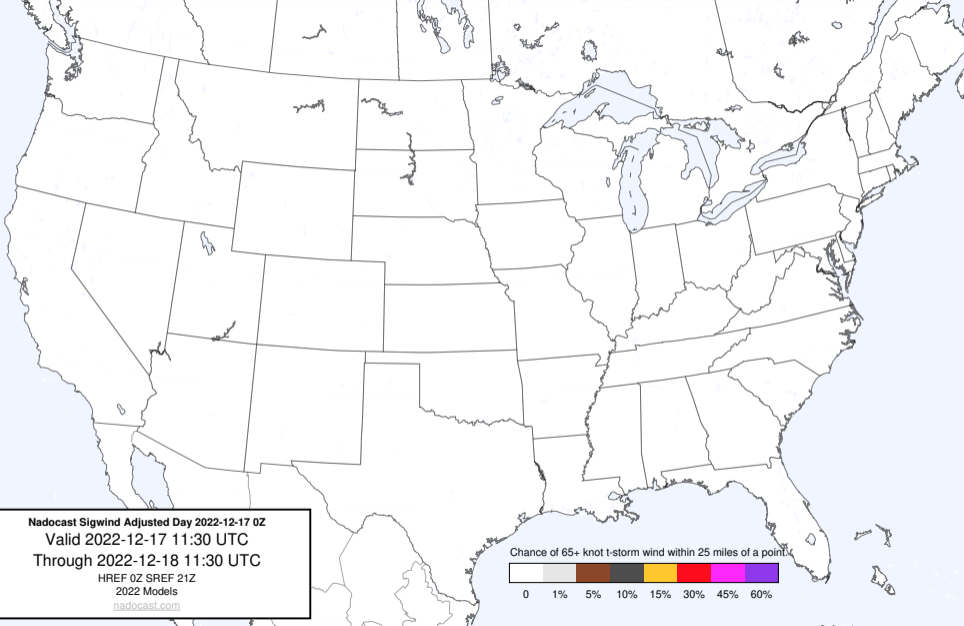 Nadocast Sigwind Adjusted Day 2022-12-17 0Z
Valid 2022-12-17 11:30 UTC
Through 2022-12-18 11:30 UTC
HREF 0Z SREF 21Z
2022 Models
nadocast.com
Chance of 65+ knot t-storm wind within 25 miles of a point.
0 1% 5% 10% 15% 30% 45% 60%